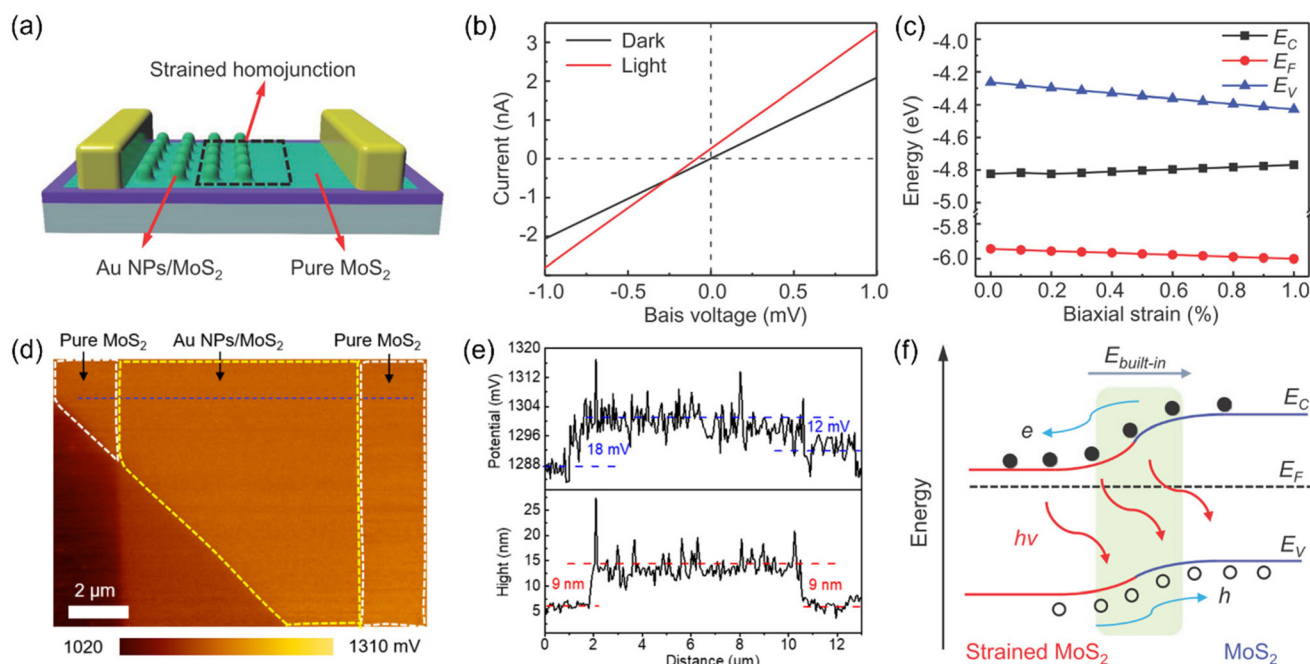 (a)
Strained homojunction
Au NPs/MoS2
Pure MoS2
(b)
Dark
Light
Current (nA)
3
2
1
0
-1
-2
-1.0
-0.5
0.0
0.5
1.0
Bais voltage (mV)
(c)
EC
EF
EV
Energy (eV)
-4.0
-4.2
-4.4
-4.6
-4.8
-5.0
-5.8
-6.0
0.0
0.2
0.4
0.6
0.8
1.0
Biaxial strain (%)
(d)
Pure MoS2
Au NPs/MoS2
Pure MoS2
2 μm
1020
1310 mV
(e)
Potential (mV)
1320
1312
1304
1296
1288
18 mV
12 mV
Hight (nm)
25
20
15
10
5
9 nm
9 nm
0
2
4
6
8
10
12
Distance (μm)
(f)
Energy
Ebuilt-in
EC
e
EF
hv
EV
h
Strained MoS2
MoS2